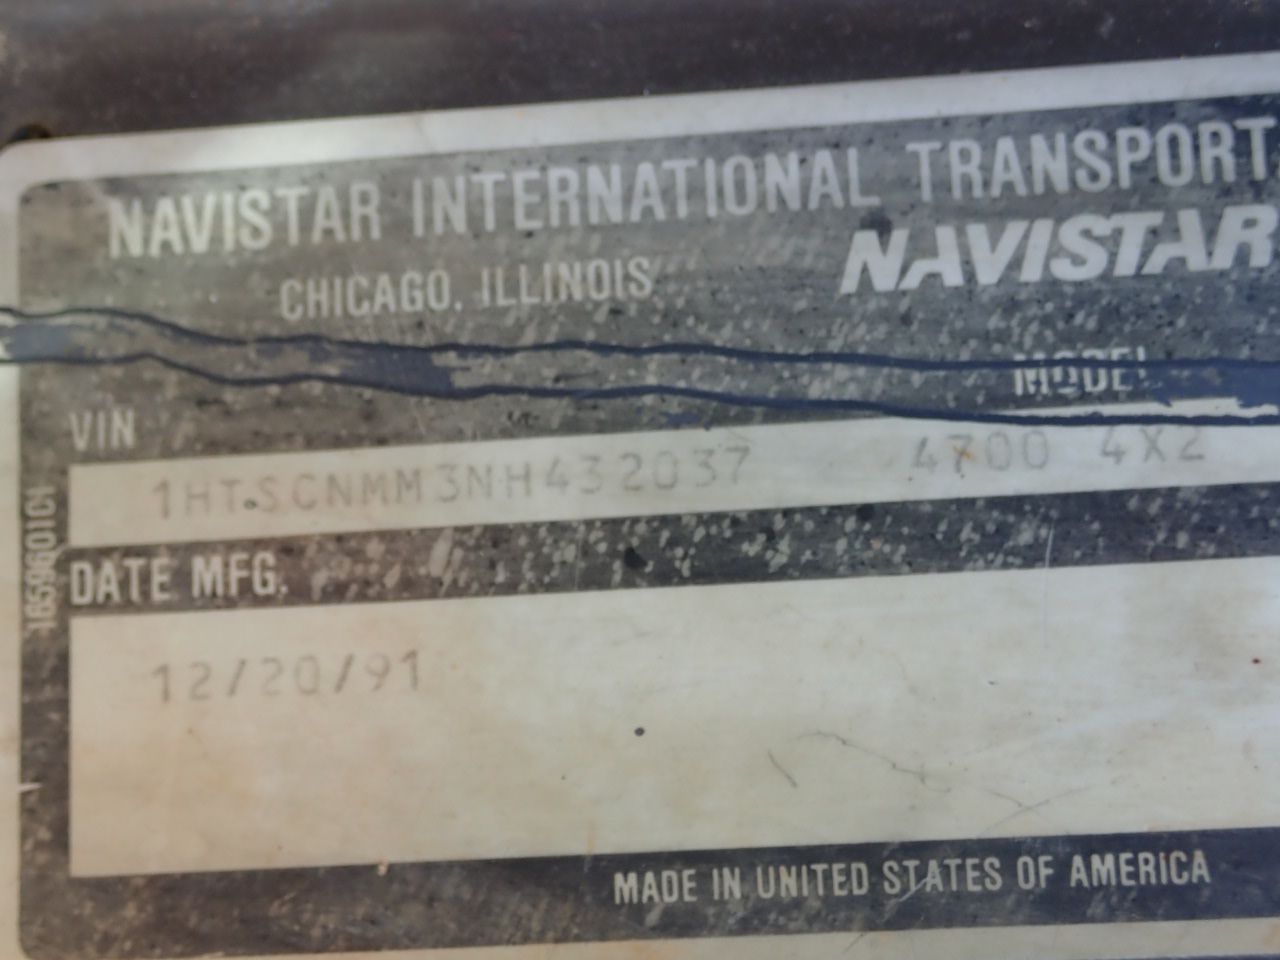 NAVISTAR INTERNATIONAL TRANSPORT
CHICAGO, ILLINOIS
NAVISTAR
MODEL
VIN
1HTSCNMM3NH432037
4700 4X2
DATE MFG.
12/20/91
MADE IN UNITED STATES OF AMERICA
1659601C1